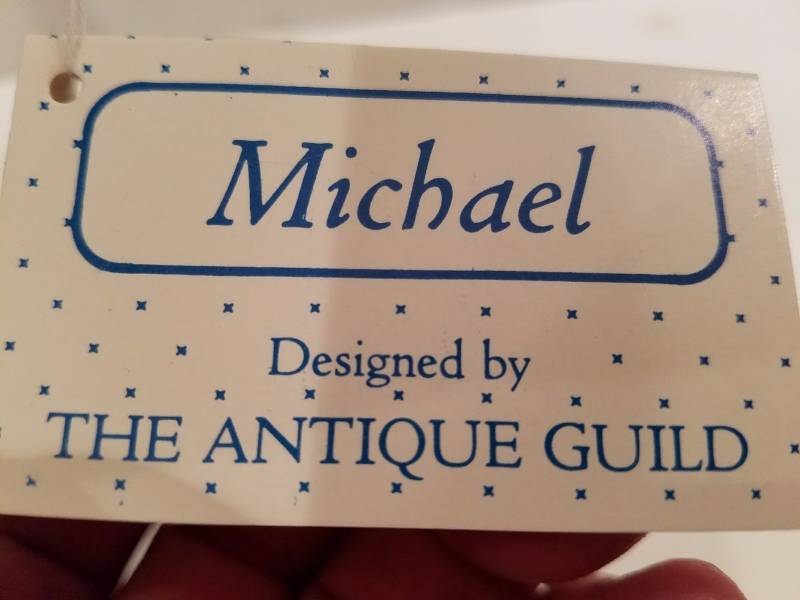 Michael
Designed by
THE ANTIQUE GUILD